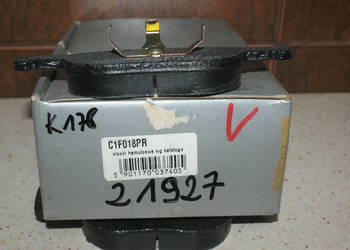 K178
V
C1F018PR
klocki hamulcowe wg katalogu
5 901170 037405
21927